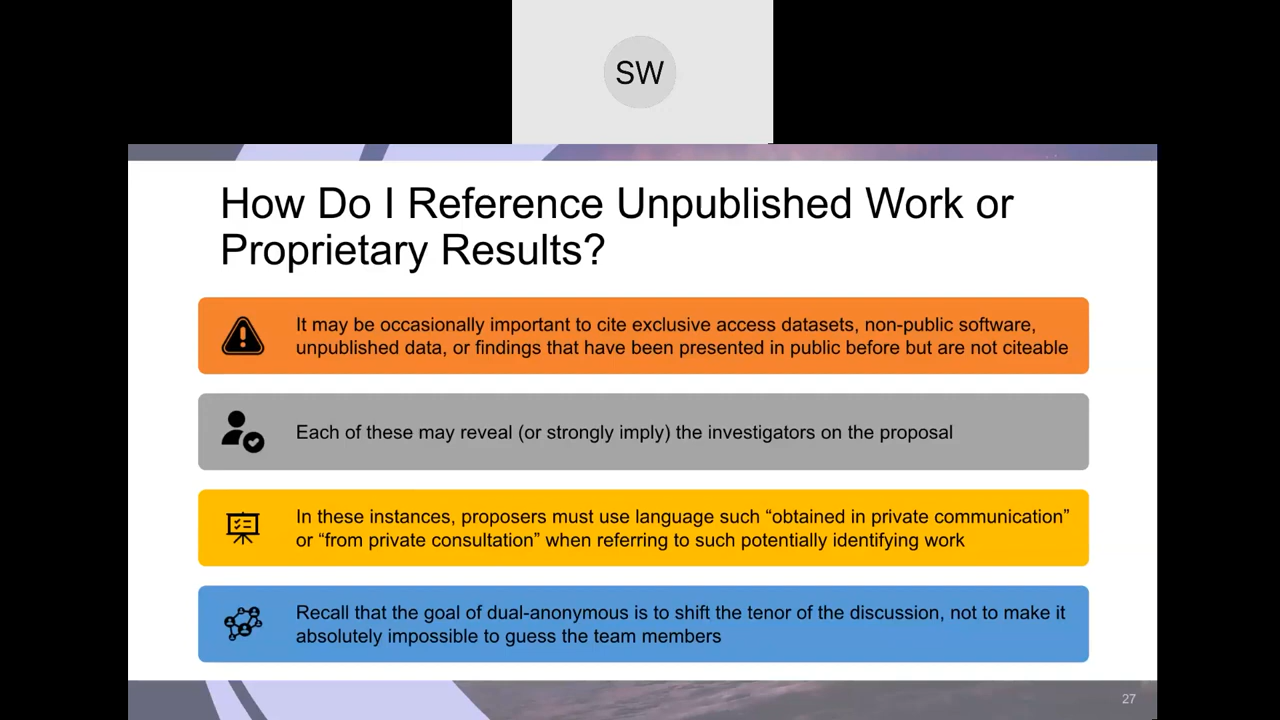 SW
How Do I Reference Unpublished Work or
Proprietary Results?
It may be occasionally important to cite exclusive access datasets, non-public software,
unpublished data, or findings that have been presented in public before but are not citeable
Each of these may reveal (or strongly imply) the investigators on the proposal
In these instances, proposers must use language such “obtained in private communication”
or “from private consultation” when referring to such potentially identifying work
Recall that the goal of dual-anonymous is to shift the tenor of the discussion, not to make it
absolutely impossible to guess the team members
27